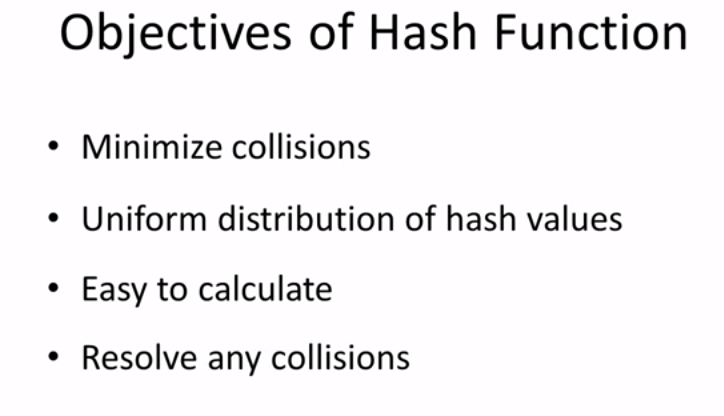 Objectives of Hash Function
• Minimize collisions
• Uniform distribution of hash values
• Easy to calculate
• Resolve any collisions